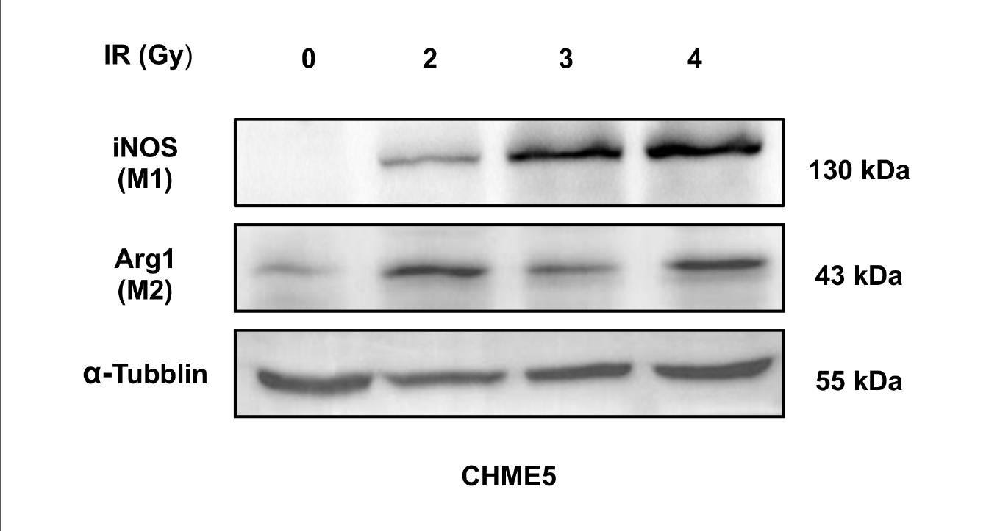 IR (Gy) 0 2 3 4
iNOS
(M1)
130 kDa
Arg1
(M2)
43 kDa
α-Tubblin
55 kDa
CHME5